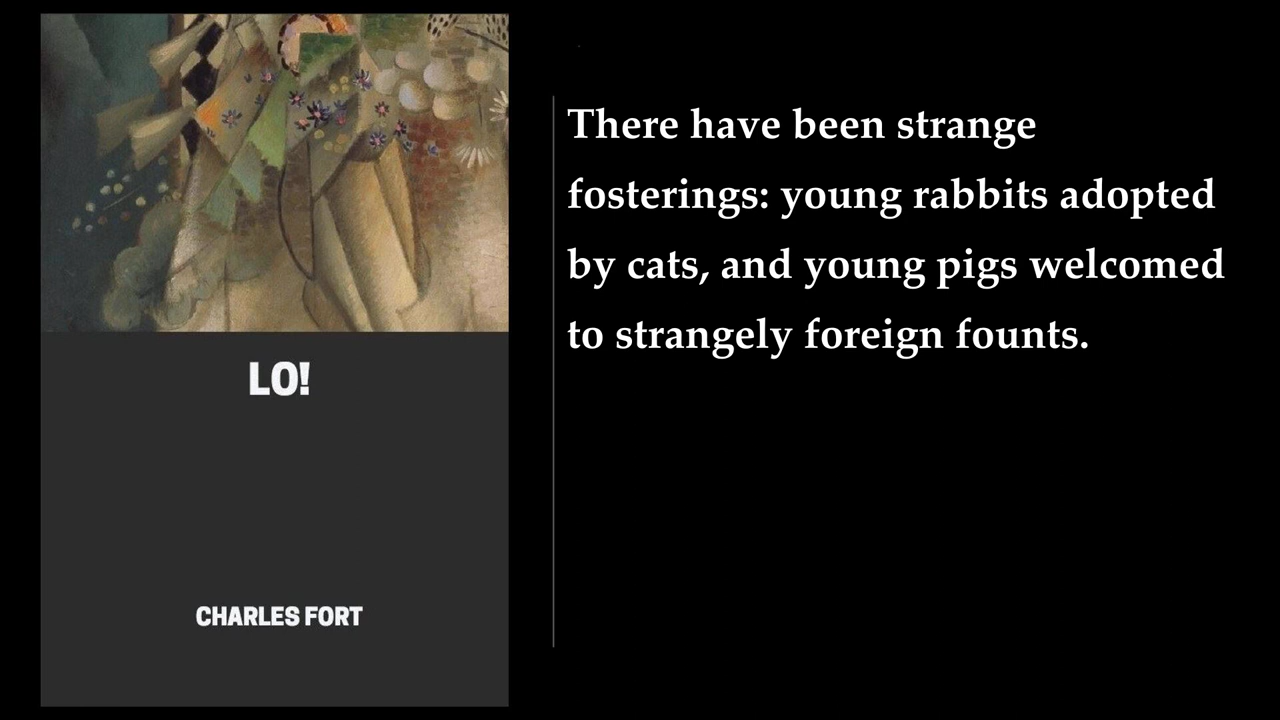 LO!
CHARLES FORT
There have been strange
fosterings: young rabbits adopted
by cats, and young pigs welcomed
to strangely foreign founts.